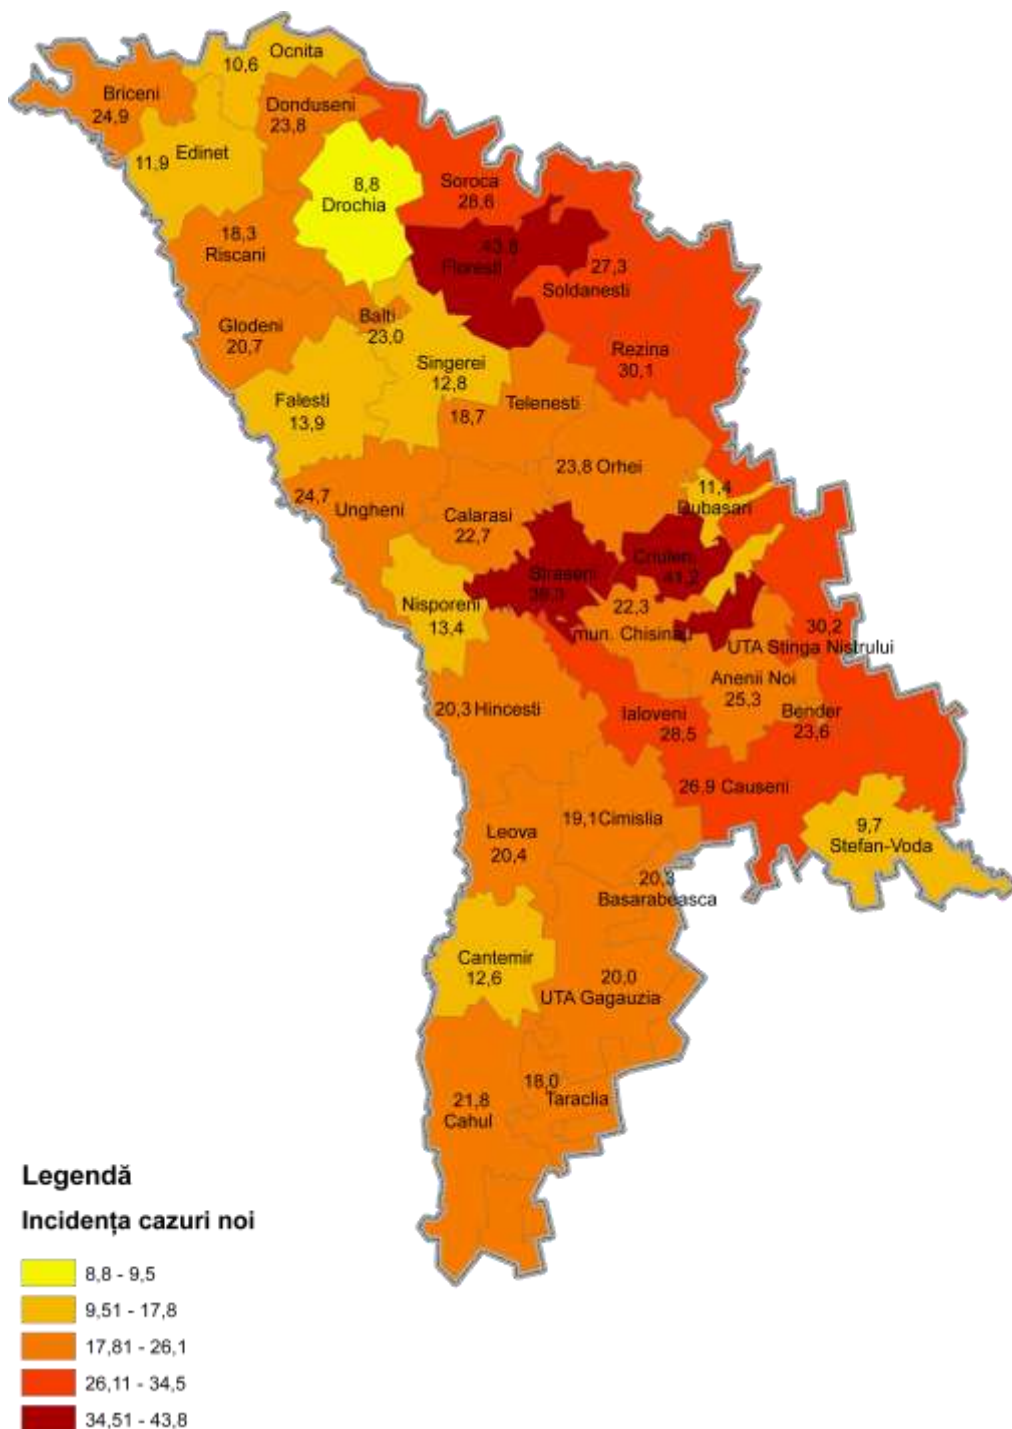 Ocnita
10,6
Briceni
24,9
Donduseni
23,8
Edinet
11,9
8,8
Drochia
Soroca
28,6
18,3
Riscani
43,8
Floresti
27,3
Soldanesti
Glodeni
20,7
Balti
23,0
Singerei
12,8
Rezina
30,1
Falesti
13,9
Telenesti
18,7
23,8 Orhei
24,7
Ungheni
11,4
Dubasari
Calarasi
22,7
Straseni
Criuleni
41,2
Nisporeni
13,4
22,3
mun. Chisinau
30,2
UTA Stinga Nistrului
Anenii Noi
25,3
20,3 Hincesti
Ialoveni
28,5
Bender
23,6
26,9 Causeni
19,1 Cimislia
Leova
20,4
9,7
Stefan-Voda
20,3
Basarabeasca
Cantemir
12,6
20,0
UTA Gagauzia
18,0
Taraclia
21,8
Cahul
Legendă
Incidența cazuri noi
8,8 - 9,5
9,51 - 17,8
17,81 - 26,1
26,11 - 34,5
34,51 - 43,8